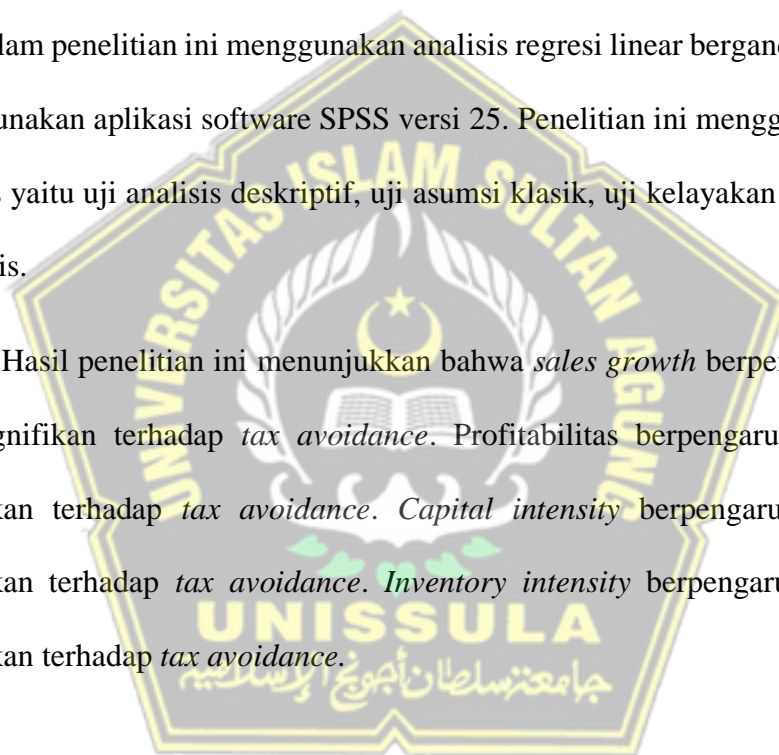 lam penelitian ini menggunakan analisis regresi linear bergan
unakan aplikasi software SPSS versi 25. Penelitian ini mengg
s yaitu uji analisis deskriptif, uji asumsi klasik, uji kelayakan
is.
Hasil penelitian ini menunjukkan bahwa sales growth berpe
gnifikan terhadap tax avoidance. Profitabilitas berpengaru
kan terhadap tax avoidance. Capital intensity berpengaru
kan terhadap tax avoidance. Inventory intensity berpengaru
kan terhadap tax avoidance.
UNIVERSITAS ISLAM SULTAN AGUNG
UNISSULA
جامعة سلطان أجونج الإسلامية